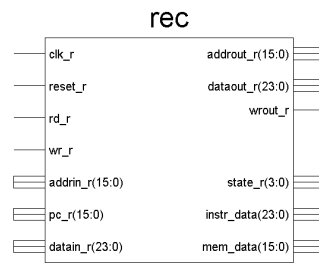 rec
clk_r
reset_r
rd_r
wr_r
addrin_r(15:0)
pc_r(15:0)
datain_r(23:0)
addrout_r(15:0)
dataout_r(23:0)
wrout_r
state_r(3:0)
instr_data(23:0)
mem_data(15:0)